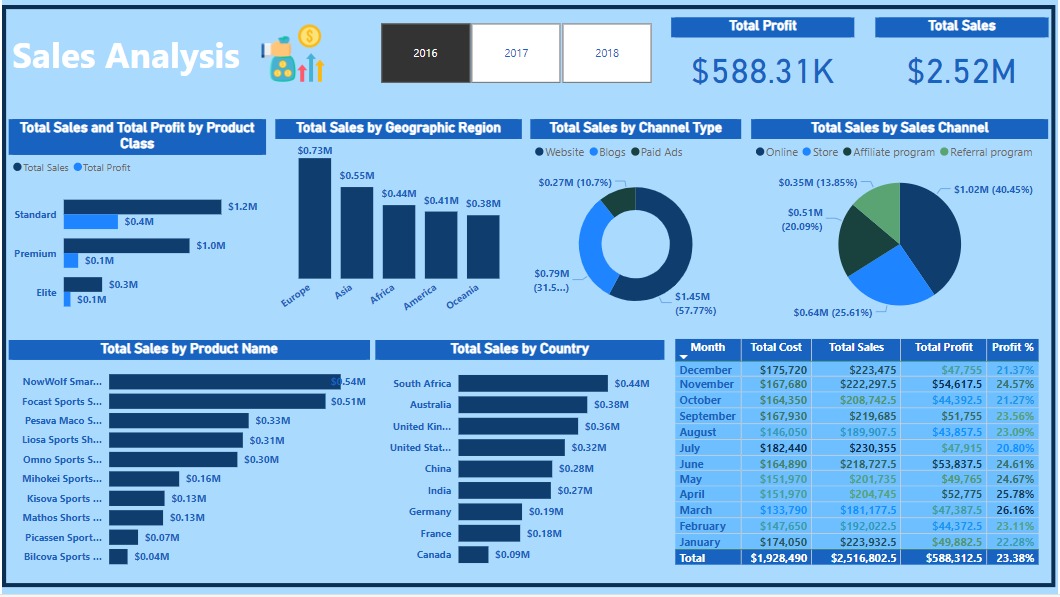 Sales Analysis
2016
2017
2018
Total Profit
$588.31K
Total Sales
$2.52M
Total Sales and Total Profit by Product
Class
Total Sales Total Profit
Standard
$1.2M
$0.4M
Premium
$1.0M
$0.1M
Elite
$0.3M
$0.1M
Total Sales by Geographic Region
$0.73M
$0.55M
$0.44M
$0.41M
$0.38M
Europe
Asia
Africa
America
Oceania
Total Sales by Channel Type
Website Blogs Paid Ads
$0.27M (10.7%)
$0.79M
(31.5...)
$1.45M
(57.77%)
Total Sales by Sales Channel
Online Store Affiliate program Referral program
$0.35M (13.85%)
$1.02M (40.45%)
$0.51M
(20.09%)
$0.64M (25.61%)
Total Sales by Product Name
NowWolf Smar... $0.54M
Focast Sports S... $0.51M
Pesava Maco S... $0.33M
Liosa Sports Sh... $0.31M
Omno Sports S... $0.30M
Mihokei Sports... $0.16M
Kisova Sports ... $0.13M
Mathos Shorts ... $0.13M
Picassen Sport... $0.07M
Bilcova Sports ... $0.04M
Total Sales by Country
South Africa $0.44M
Australia $0.38M
United Kin... $0.36M
United Stat... $0.32M
China $0.28M
India $0.27M
Germany $0.19M
France $0.18M
Canada $0.09M
Month Total Cost Total Sales Total Profit Profit %
December $175,720 $223,475 $47,755 21.37%
November $167,680 $222,297.5 $54,617.5 24.57%
October $164,350 $208,742.5 $44,392.5 21.27%
September $167,930 $219,685 $51,755 23.56%
August $146,050 $189,907.5 $43,857.5 23.09%
July $182,440 $230,355 $47,915 20.80%
June $164,890 $218,727.5 $53,837.5 24.61%
May $151,970 $201,735 $49,765 24.67%
April $151,970 $204,745 $52,775 25.78%
March $133,790 $181,177.5 $47,387.5 26.16%
February $147,650 $192,022.5 $44,372.5 23.11%
January $174,050 $223,932.5 $49,882.5 22.28%
Total $1,928,490 $2,516,802.5 $588,312.5 23.38%